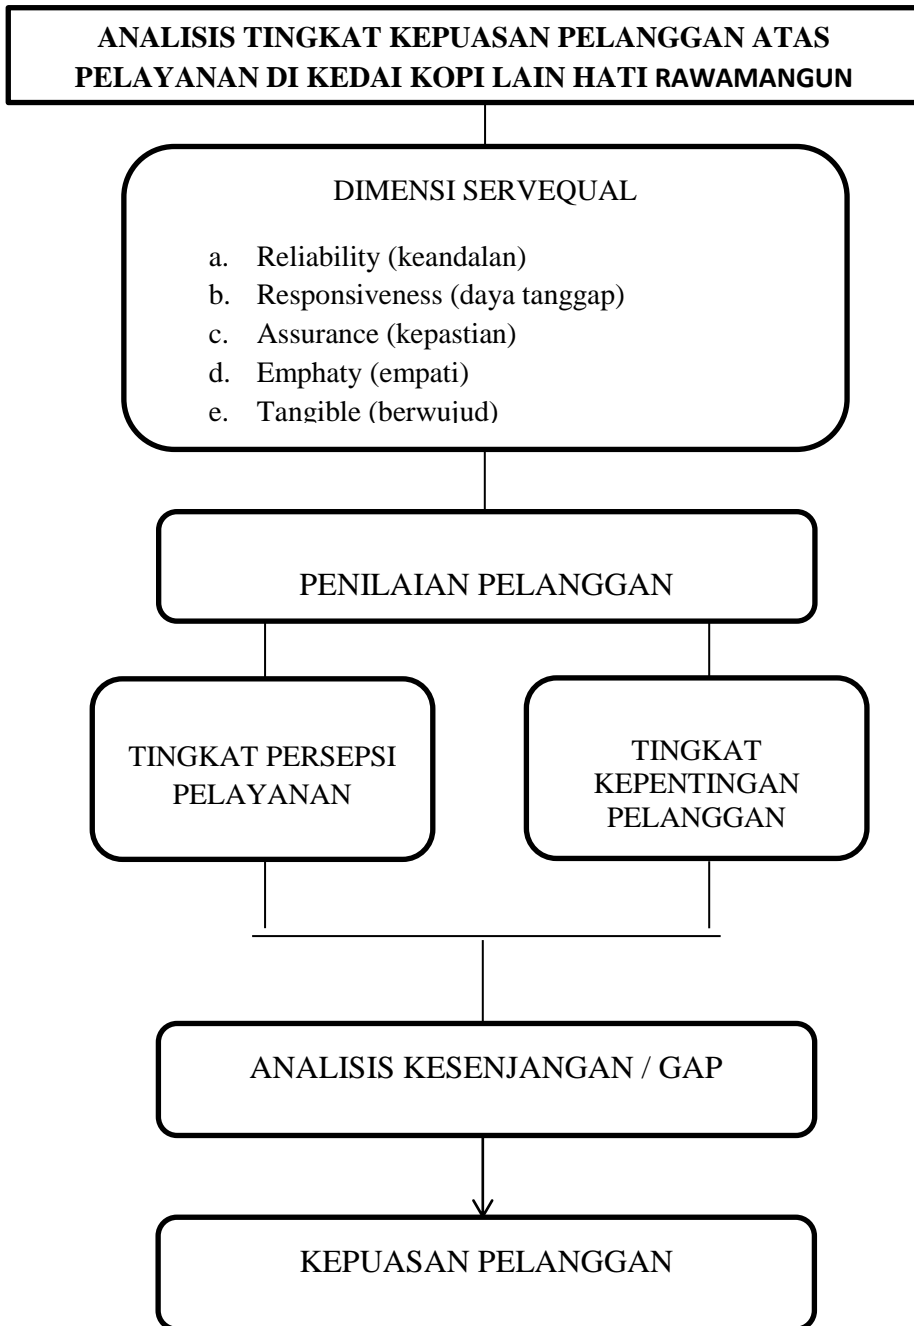 ANALISIS TINGKAT KEPUASAN PELANGGAN ATAS
PELAYANAN DI KEDAI KOPI LAIN HATI RAWAMANGUN
DIMENSI SERVEQUAL
a. Reliability (keandalan)
b. Responsiveness (daya tanggap)
c. Assurance (kepastian)
d. Emphaty (empati)
e. Tangible (berwujud)
PENILAIAN PELANGGAN
TINGKAT PERSEPSI
PELAYANAN
TINGKAT
KEPENTINGAN
PELANGGAN
ANALISIS KESENJANGAN / GAP
KEPUASAN PELANGGAN